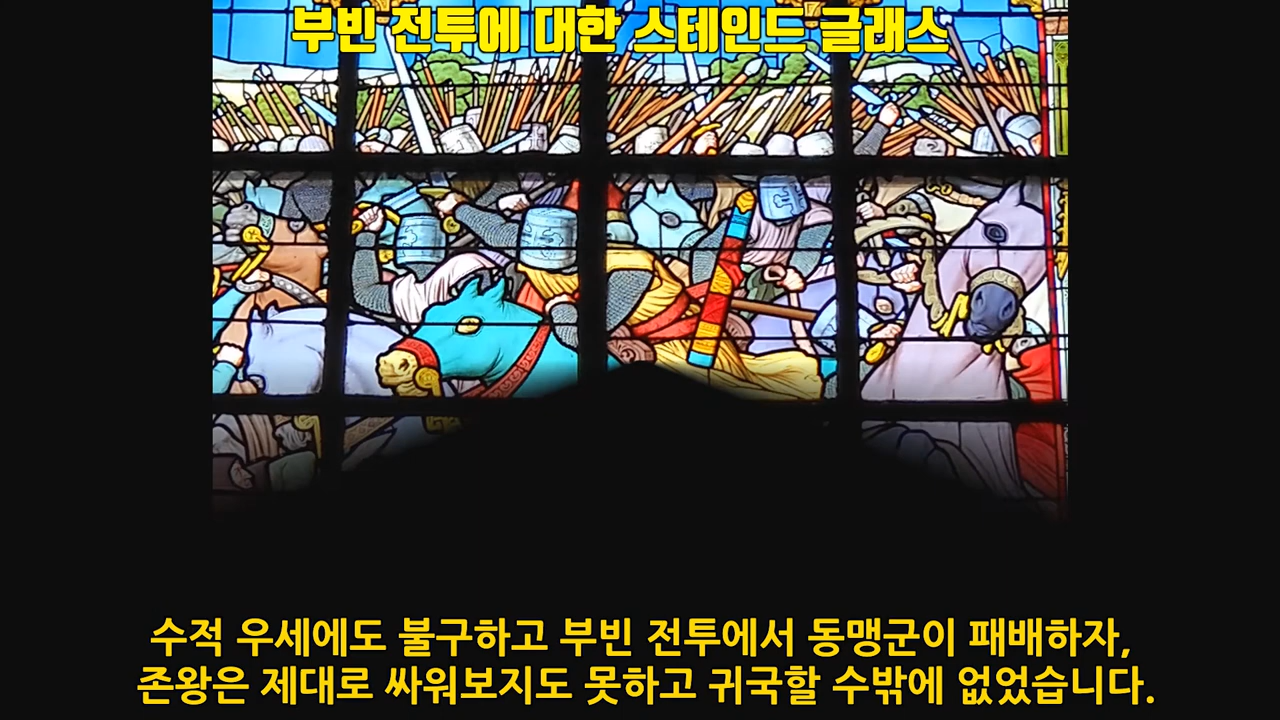 부빈 전투에 대한 스테인드 글래스
수적 우세에도 불구하고 부빈 전투에서 동맹군이 패배하자,
존왕은 제대로 싸워보지도 못하고 귀국할 수밖에 없었습니다.